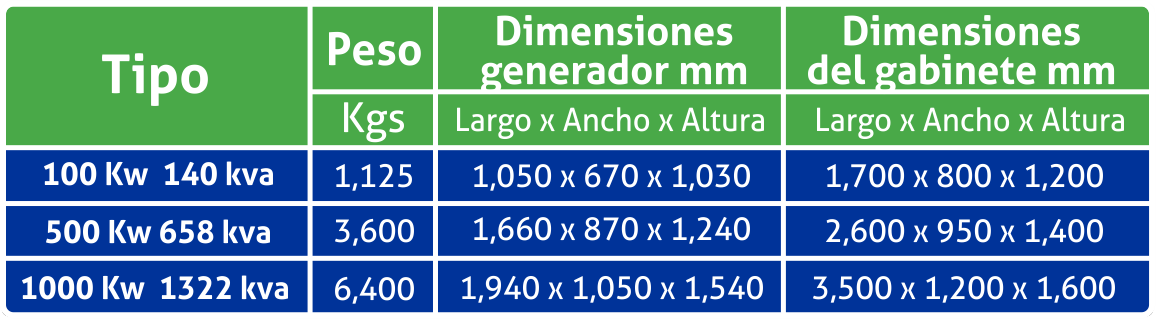 Tipo
Peso
Dimensiones
generador mm
Dimensiones
del gabinete mm
Kgs
Largo x Ancho x Altura
Largo x Ancho x Altura
100 Kw  140 kva
1,125
1,050 x 670 x 1,030
1,700 x 800 x 1,200
500 Kw 658 kva
3,600
1,660 x 870 x 1,240
2,600 x 950 x 1,400
1000 Kw  1322 kva
6,400
1,940 x 1,050 x 1,540
3,500 x 1,200 x 1,600